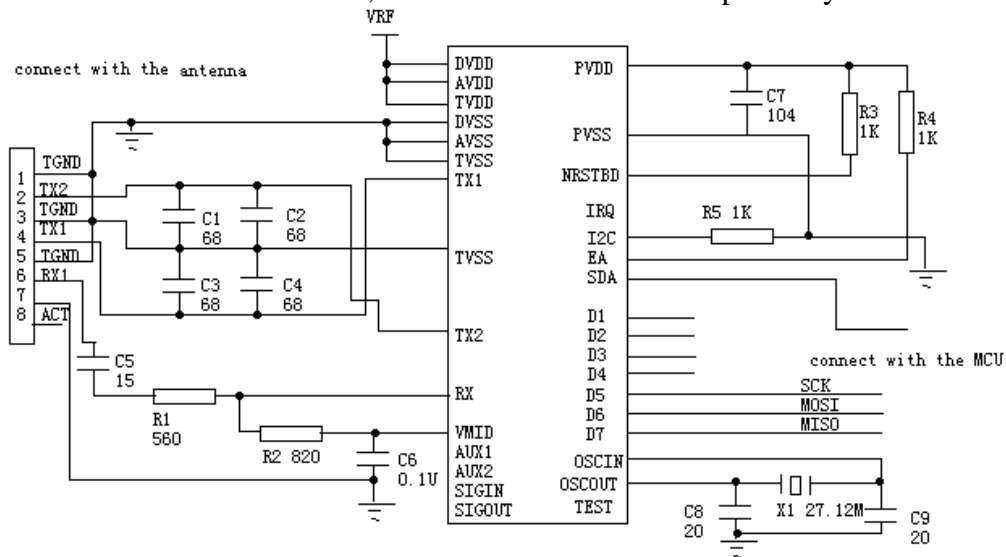 VRF
connect with the antenna
1
2
3
4
5
6
7
8
TGND
TX2
TGND
TX1
TGND
RX1
ACT
C1
68
C2
68
C3
68
C4
68
C5
15
R1
560
R2 820
C6
0.1U
DVDD
AVDD
TVDD
DVSS
AVSS
TVSS
TX1
TVSS
TX2
RX
VMID
AUX1
AUX2
SIGIN
SIGOUT
PVDD
PVSS
NRSTBD
IRQ
I2C
EA
SDA
D1
D2
D3
D4
D5
D6
D7
OSCIN
OSCOUT
TEST
C7
104
R3
1K
R4
1K
R5 1K
connect with the MCU
SCK
MOSI
MISO
C8
20
X1 27.12M
C9
20